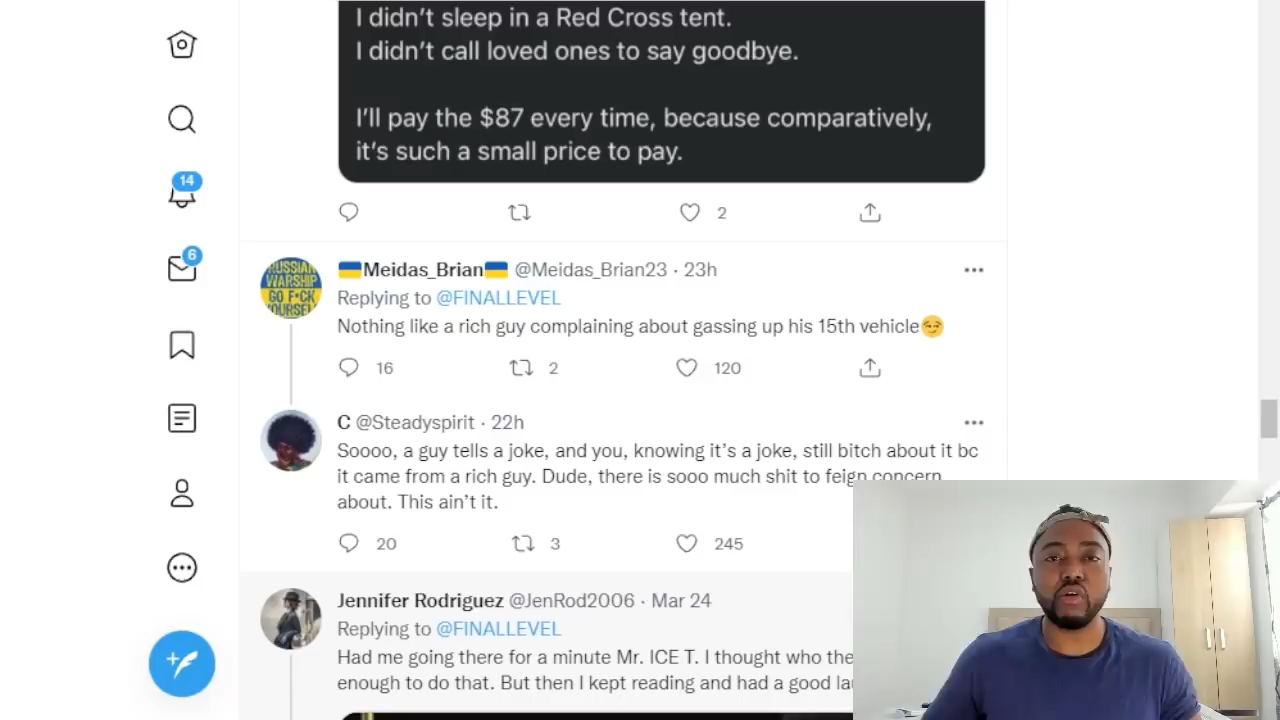 I didn't sleep in a Red Cross tent.
I didn't call loved ones to say goodbye.
I'll pay the $87 every time, because comparatively,
it's such a small price to pay.
2
14
6
🇺🇦Meidas_Brian🇺🇦 @Meidas_Brian23 · 23h
Replying to @FINALLEVEL
Nothing like a rich guy complaining about gassing up his 15th vehicle😏
16 2 120
RUSSIAN
WARSHIP
GO F*CK
YOURSELF
C @Steadyspirit · 22h
Soooo, a guy tells a joke, and you, knowing it's a joke, still bitch about it bc
it came from a rich guy. Dude, there is sooo much shit to feign concern
about. This ain't it.
20 3 245
Jennifer Rodriguez @JenRod2006 · Mar 24
Replying to @FINALLEVEL
Had me going there for a minute Mr. ICE T. I thought who the
enough to do that. But then I kept reading and had a good